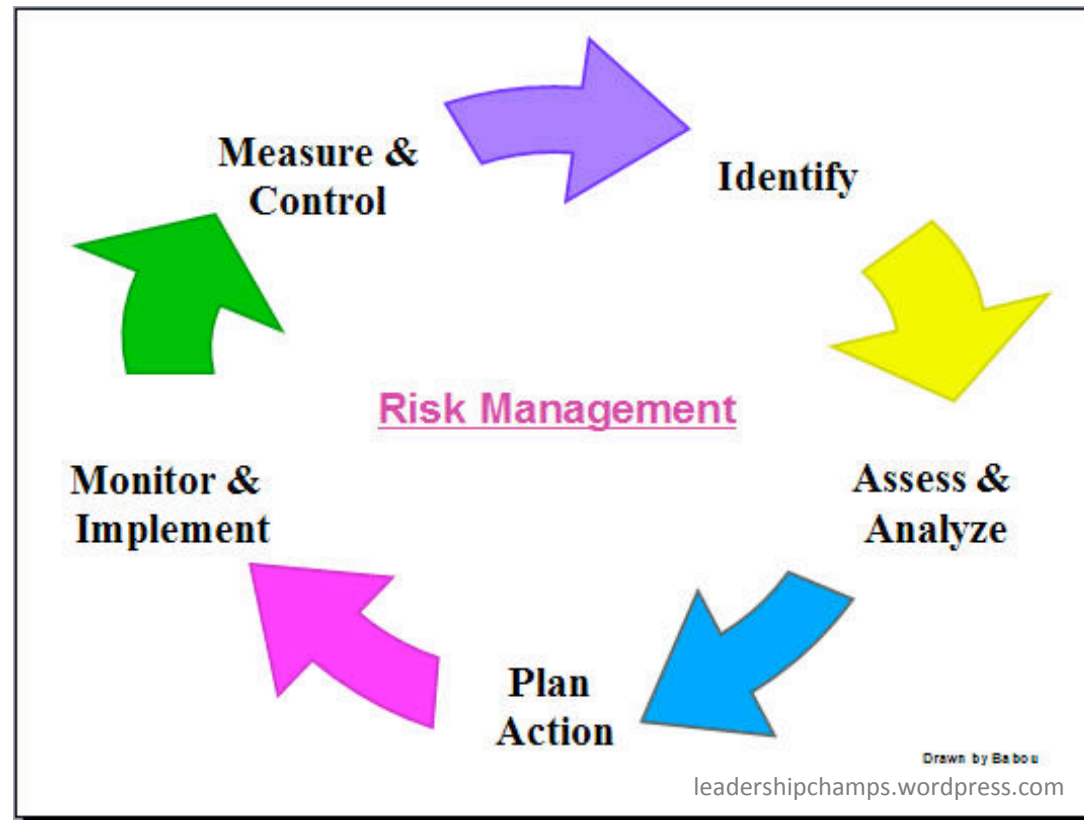 Measure &
Control
Identify
Risk Management
Monitor &
Implement
Assess &
Analyze
Plan
Action
Drawn by Babou
leadershipchamps.wordpress.com